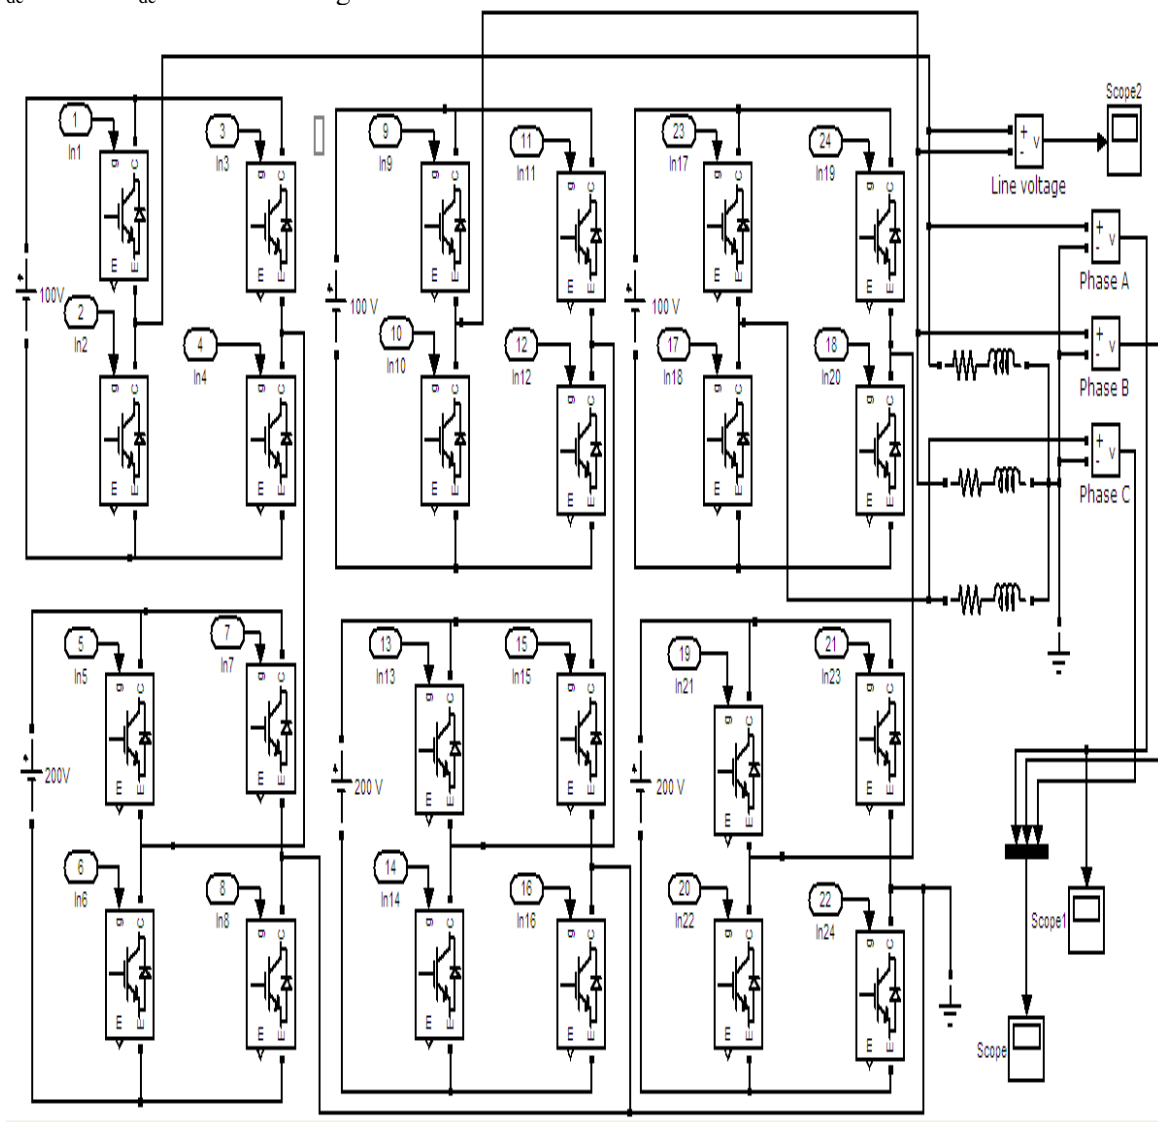 dc
dc
g
Scope2
1
In1
3
In3
9
In9
11
In11
23
In17
24
In19
+
-
v
Line voltage
g C
m E
+
-
v
Phase A
100V
100 V
100 V
2
In2
4
In4
10
In10
12
In12
17
In18
18
In20
+
-
v
Phase B
g C
m E
+
-
v
Phase C
5
In5
7
In7
13
In13
15
In15
19
In21
21
In23
g C
m E
200V
200 V
200 V
6
In6
8
In8
14
In14
16
In16
20
In22
22
In24
g C
m E
Scope1
Scope